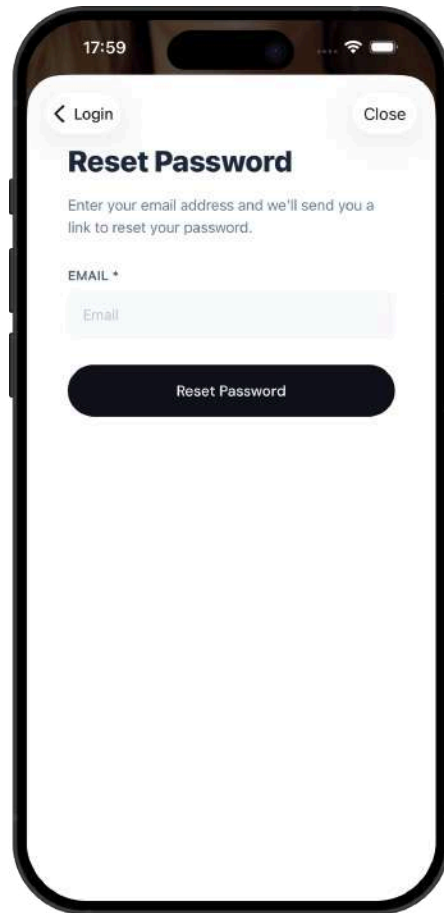 17:59
Login
Close
Reset Password
Enter your email address and we'll send you a
link to reset your password.
EMAIL *
Email
Reset Password